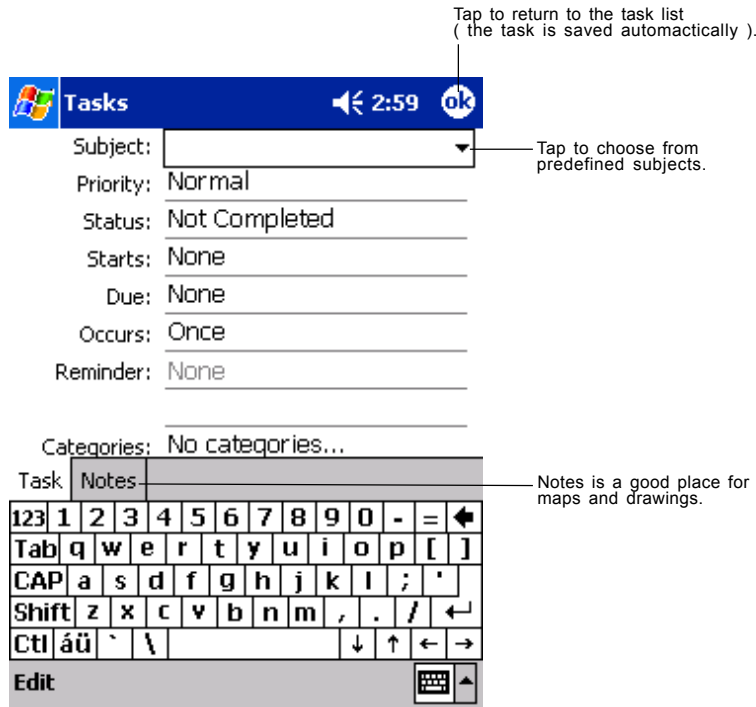 Tap to return to the task list
( the task is saved automactically ).
Tasks 2:59 ok
Subject:
Tap to choose from
predefined subjects.
Priority: Normal
Status: Not Completed
Starts: None
Due: None
Occurs: Once
Reminder: None
Categories: No categories...
Task Notes
Notes is a good place for
maps and drawings.
123 1 2 3 4 5 6 7 8 9 0 - = 🡄
Tab q w e r t y u i o p [ ]
CAP a s d f g h j k l ; '
Shift z x c v b n m , . / ↵
Ctl áü ` \ ↓ ↑ ← →
Edit